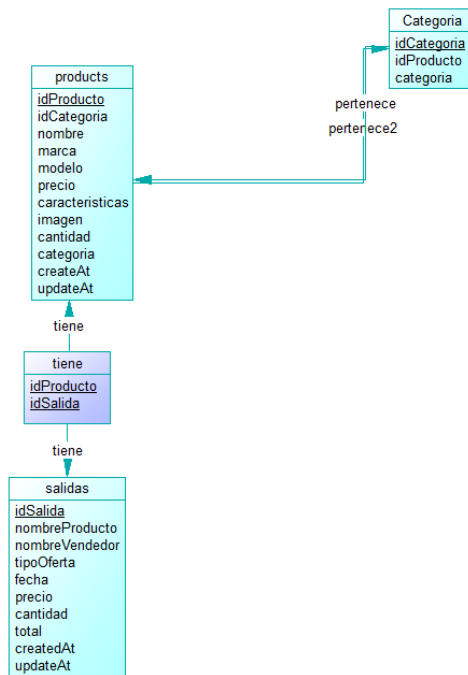 Categoria
idCategoria
idProducto
categoria
pertenece
pertenece2
products
idProducto
idCategoria
nombre
marca
modelo
precio
caracteristicas
imagen
cantidad
categoria
createAt
updateAt
tiene
tiene
idProducto
idSalida
tiene
salidas
idSalida
nombreProducto
nombreVendedor
tipoOferta
fecha
precio
cantidad
total
createdAt
updateAt